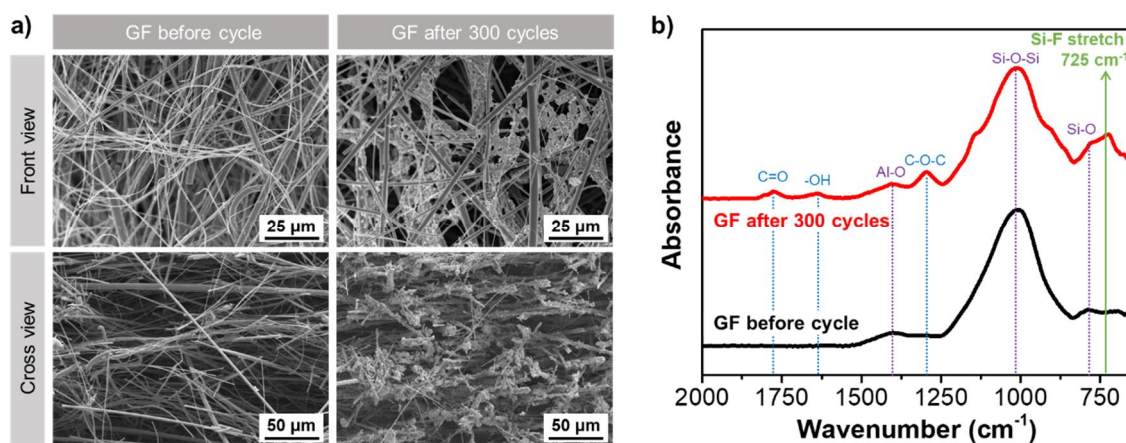 a)
GF before cycle
GF after 300 cycles
Front view
25 µm
25 µm
Cross view
50 µm
50 µm
b)
Absorbance
Si-F stretch
725 cm⁻¹
Si-O-Si
Si-O
C-O-C
Al-O
C=O
-OH
GF after 300 cycles
GF before cycle
2000 1750 1500 1250 1000 750
Wavenumber (cm⁻¹)